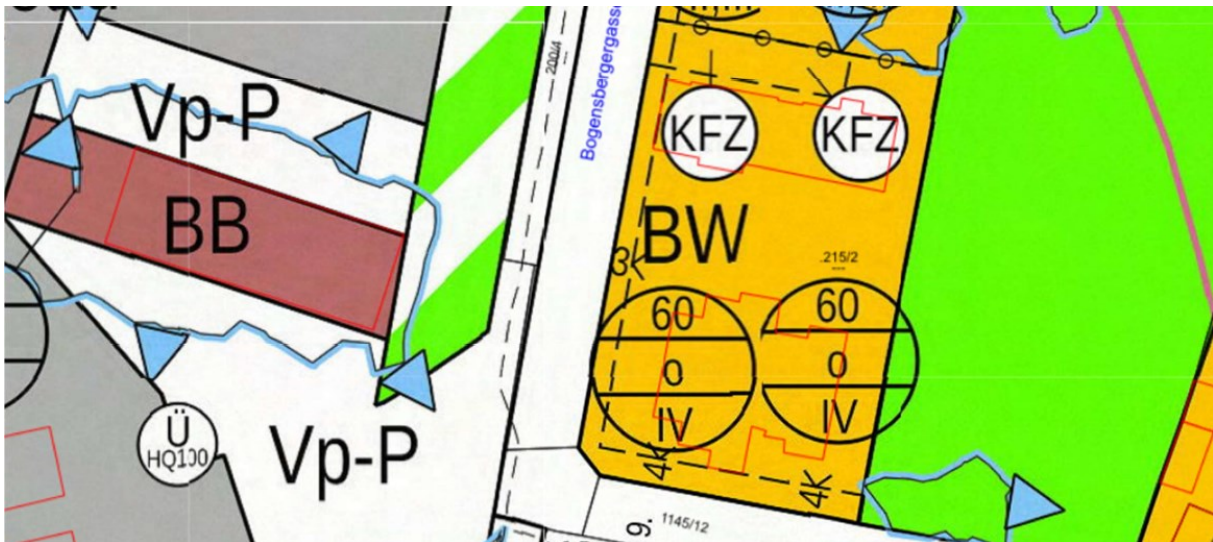 Vp-P
BB
200/4
Bogensbergergasse
KFZ
KFZ
BW
3K
.215/2
60
o
IV
60
o
IV
4K
4K
Ü
HQ100
Vp-P
9.
1145/12